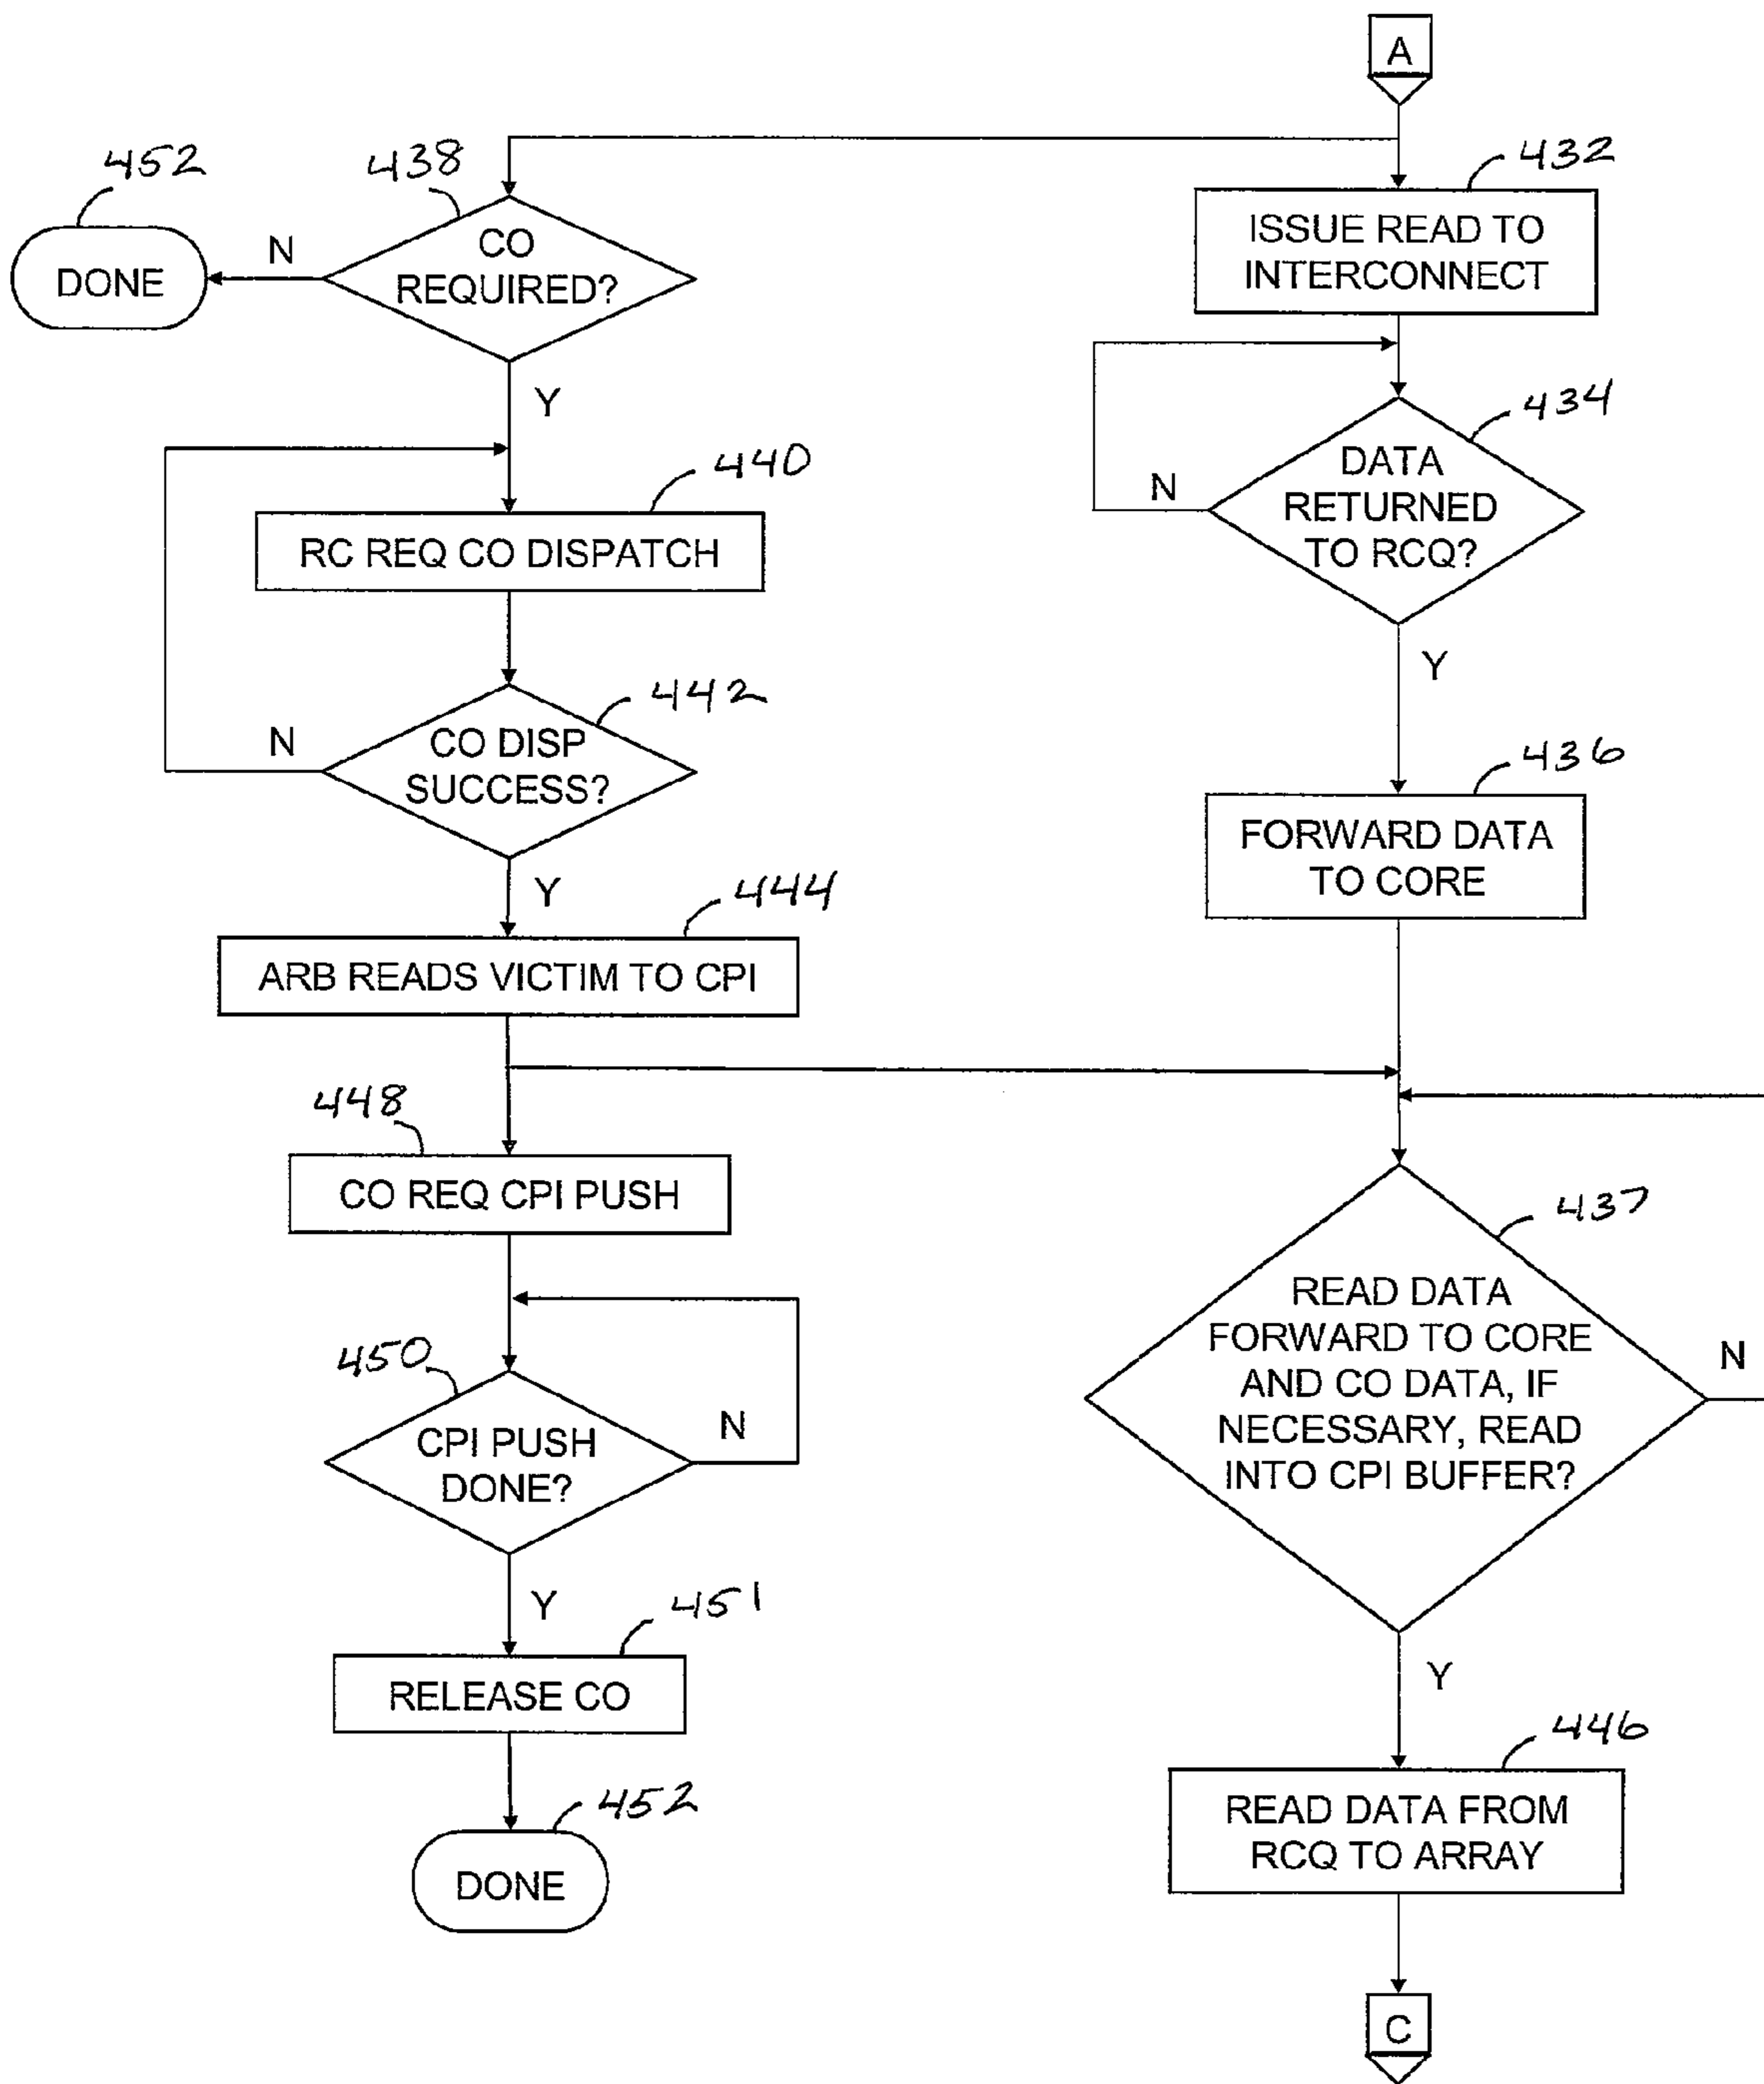 A
432
ISSUE READ TO
INTERCONNECT
452
DONE
N
438
CO
REQUIRED?
Y
434
DATA
RETURNED
TO RCQ?
N
Y
440
RC REQ CO DISPATCH
442
CO DISP
SUCCESS?
N
Y
436
FORWARD DATA
TO CORE
444
ARB READS VICTIM TO CPI
448
CO REQ CPI PUSH
437
READ DATA
FORWARD TO CORE
AND CO DATA, IF
NECESSARY, READ
INTO CPI BUFFER?
N
Y
450
CPI PUSH
DONE?
N
Y
451
RELEASE CO
446
READ DATA FROM
RCQ TO ARRAY
452
DONE
C